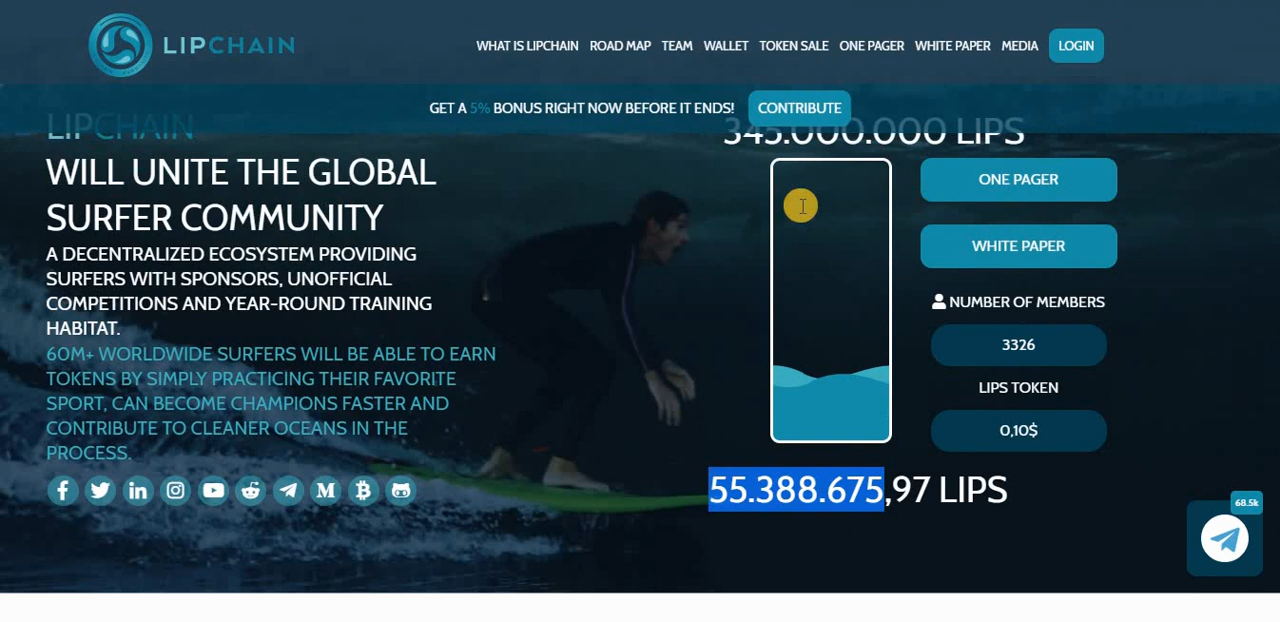 LIPCHAIN
WHAT IS LIPCHAIN ROAD MAP TEAM WALLET TOKEN SALE ONE PAGER WHITE PAPER MEDIA LOGIN
GET A 5% BONUS RIGHT NOW BEFORE IT ENDS! CONTRIBUTE
LIPCHAIN
WILL UNITE THE GLOBAL
SURFER COMMUNITY
A DECENTRALIZED ECOSYSTEM PROVIDING
SURFERS WITH SPONSORS, UNOFFICIAL
COMPETITIONS AND YEAR-ROUND TRAINING
HABITAT.
60M+ WORLDWIDE SURFERS WILL BE ABLE TO EARN
TOKENS BY SIMPLY PRACTICING THEIR FAVORITE
SPORT, CAN BECOME CHAMPIONS FASTER AND
CONTRIBUTE TO CLEANER OCEANS IN THE
PROCESS.
345.000.000 LIPS
ONE PAGER
WHITE PAPER
NUMBER OF MEMBERS
3326
LIPS TOKEN
0,10$
55.388.675,97 LIPS
68.5k